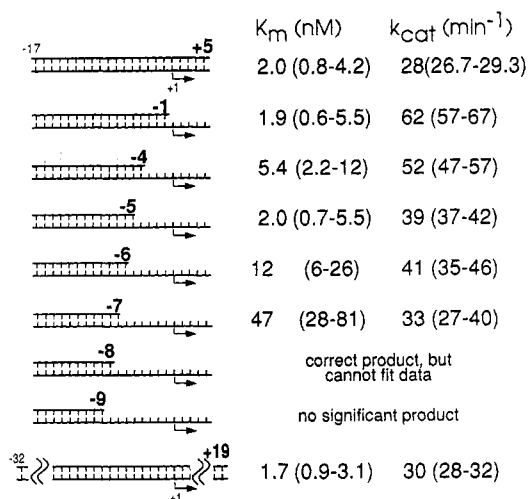 Km (nM) kcat (min-1)
-17 +5
2.0 (0.8-4.2) 28(26.7-29.3)
+1
-1
1.9 (0.6-5.5) 62 (57-67)
-4
5.4 (2.2-12) 52 (47-57)
-5
2.0 (0.7-5.5) 39 (37-42)
-6
12 (6-26) 41 (35-46)
-7
47 (28-81) 33 (27-40)
-8
correct product, but
cannot fit data
-9
no significant product
-32 +19
1.7 (0.9-3.1) 30 (28-32)
+1